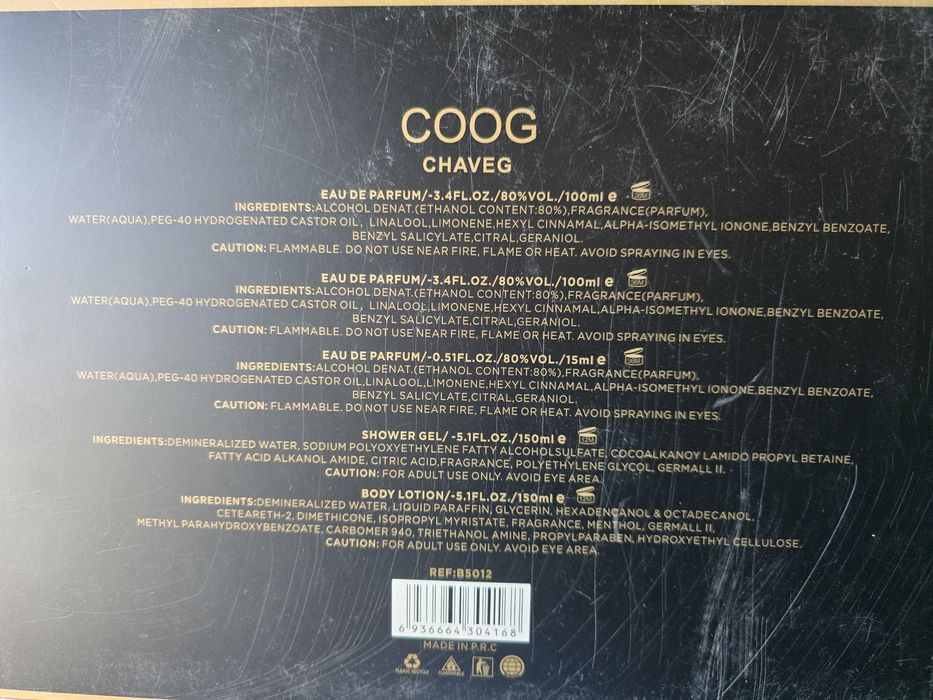 COOG
CHAVEG
EAU DE PARFUM/-3.4FL.OZ./80%VOL./100ml e 36M
INGREDIENTS:ALCOHOL DENAT.(ETHANOL CONTENT:80%),FRAGRANCE(PARFUM),
WATER(AQUA),PEG-40 HYDROGENATED CASTOR OIL, LINALOOL,LIMONENE,HEXYL CINNAMAL,ALPHA-ISOMETHYL IONONE,BENZYL BENZOATE,
BENZYL SALICYLATE,CITRAL,GERANIOL.
CAUTION: FLAMMABLE. DO NOT USE NEAR FIRE, FLAME OR HEAT. AVOID SPRAYING IN EYES.
EAU DE PARFUM/-3.4FL.OZ./80%VOL./100ml e 36M
INGREDIENTS:ALCOHOL DENAT.(ETHANOL CONTENT:80%),FRAGRANCE(PARFUM),
WATER(AQUA),PEG-40 HYDROGENATED CASTOR OIL, LINALOOL,LIMONENE,HEXYL CINNAMAL,ALPHA-ISOMETHYL IONONE,BENZYL BENZOATE,
BENZYL SALICYLATE,CITRAL,GERANIOL.
CAUTION: FLAMMABLE. DO NOT USE NEAR FIRE, FLAME OR HEAT. AVOID SPRAYING IN EYES.
EAU DE PARFUM/-0.51FL.OZ./80%VOL./15ml e 36M
INGREDIENTS:ALCOHOL DENAT.(ETHANOL CONTENT:80%),FRAGRANCE(PARFUM),
WATER(AQUA),PEG-40 HYDROGENATED CASTOR OIL,LINALOOL,LIMONENE,HEXYL CINNAMAL,ALPHA-ISOMETHYL IONONE,BENZYL BENZOATE,
BENZYL SALICYLATE,CITRAL,GERANIOL.
CAUTION: FLAMMABLE. DO NOT USE NEAR FIRE, FLAME OR HEAT. AVOID SPRAYING IN EYES.
SHOWER GEL/-5.1FL.OZ./150ml e 12M
INGREDIENTS:DEMINERALIZED WATER, SODIUM POLYOXYETHYLENE FATTY ALCOHOLSULFATE, COCOALKANOY LAMIDO PROPYL BETAINE,
FATTY ACID ALKANOL AMIDE, CITRIC ACID,FRAGRANCE, POLYETHYLENE GLYCOL, GERMALL II.
CAUTION: FOR ADULT USE ONLY. AVOID EYE AREA.
BODY LOTION/-5.1FL.OZ./150ml e 12M
INGREDIENTS:DEMINERALIZED WATER, LIQUID PARAFFIN, GLYCERIN, HEXADENCANOL & OCTADECANOL.
CETEARETH-2, DIMETHICONE, ISOPROPYL MYRISTATE, FRAGRANCE, MENTHOL, GERMALL II,
METHYL PARAHYDROXYBENZOATE, CARBOMER 940, TRIETHANOL AMINE, PROPYLPARABEN, HYDROXYETHYL CELLULOSE.
CAUTION: FOR ADULT USE ONLY. AVOID EYE AREA.
REF:B5012
6 936664 304168
MADE IN P.R.C
PLEASE RECYCLE FLAMMABLE